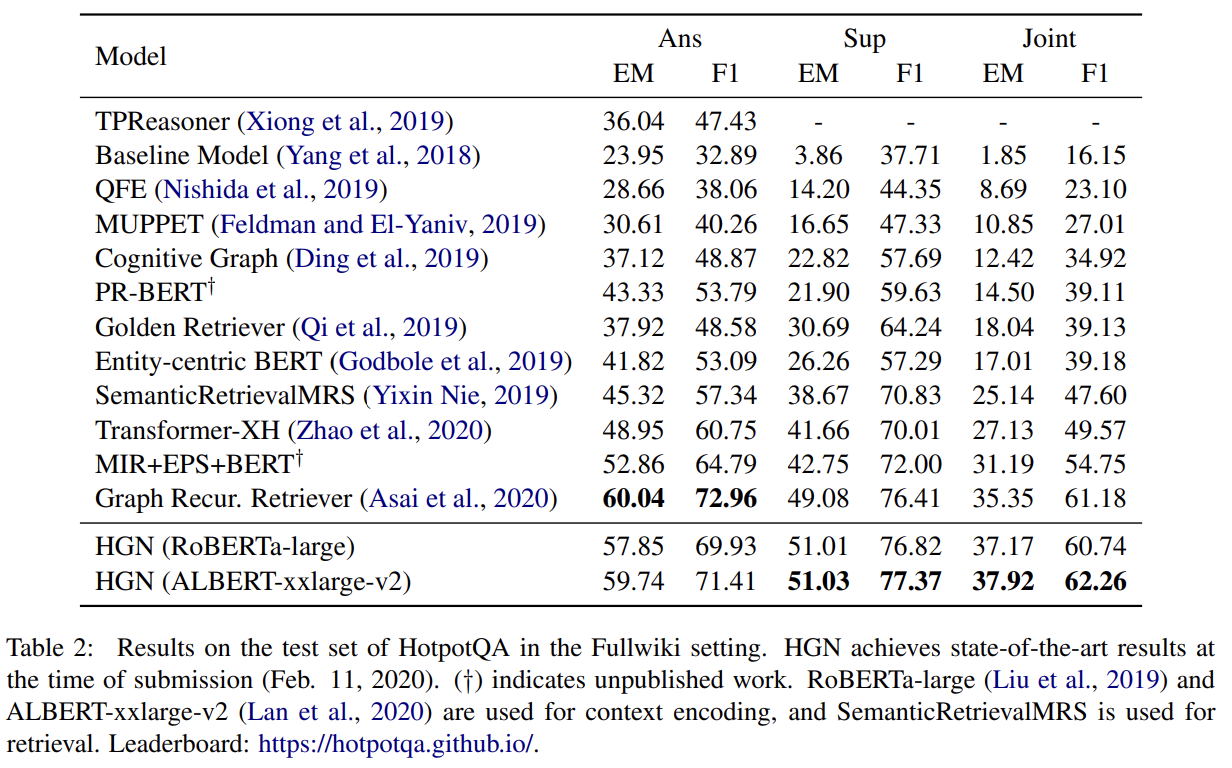 Model Ans Sup Joint
EM F1 EM F1 EM F1
TPReasoner (Xiong et al., 2019) 36.04 47.43 - - - -
Baseline Model (Yang et al., 2018) 23.95 32.89 3.86 37.71 1.85 16.15
QFE (Nishida et al., 2019) 28.66 38.06 14.20 44.35 8.69 23.10
MUPPET (Feldman and El-Yaniv, 2019) 30.61 40.26 16.65 47.33 10.85 27.01
Cognitive Graph (Ding et al., 2019) 37.12 48.87 22.82 57.69 12.42 34.92
PR-BERT† 43.33 53.79 21.90 59.63 14.50 39.11
Golden Retriever (Qi et al., 2019) 37.92 48.58 30.69 64.24 18.04 39.13
Entity-centric BERT (Godbole et al., 2019) 41.82 53.09 26.26 57.29 17.01 39.18
SemanticRetrievalMRS (Yixin Nie, 2019) 45.32 57.34 38.67 70.83 25.14 47.60
Transformer-XH (Zhao et al., 2020) 48.95 60.75 41.66 70.01 27.13 49.57
MIR+EPS+BERT† 52.86 64.79 42.75 72.00 31.19 54.75
Graph Recur. Retriever (Asai et al., 2020) 60.04 72.96 49.08 76.41 35.35 61.18
HGN (RoBERTa-large) 57.85 69.93 51.01 76.82 37.17 60.74
HGN (ALBERT-xxlarge-v2) 59.74 71.41 51.03 77.37 37.92 62.26
Table 2: Results on the test set of HotpotQA in the Fullwiki setting. HGN achieves state-of-the-art results at
the time of submission (Feb. 11, 2020). (†) indicates unpublished work. RoBERTa-large (Liu et al., 2019) and
ALBERT-xxlarge-v2 (Lan et al., 2020) are used for context encoding, and SemanticRetrievalMRS is used for
retrieval. Leaderboard: https://hotpotqa.github.io/.